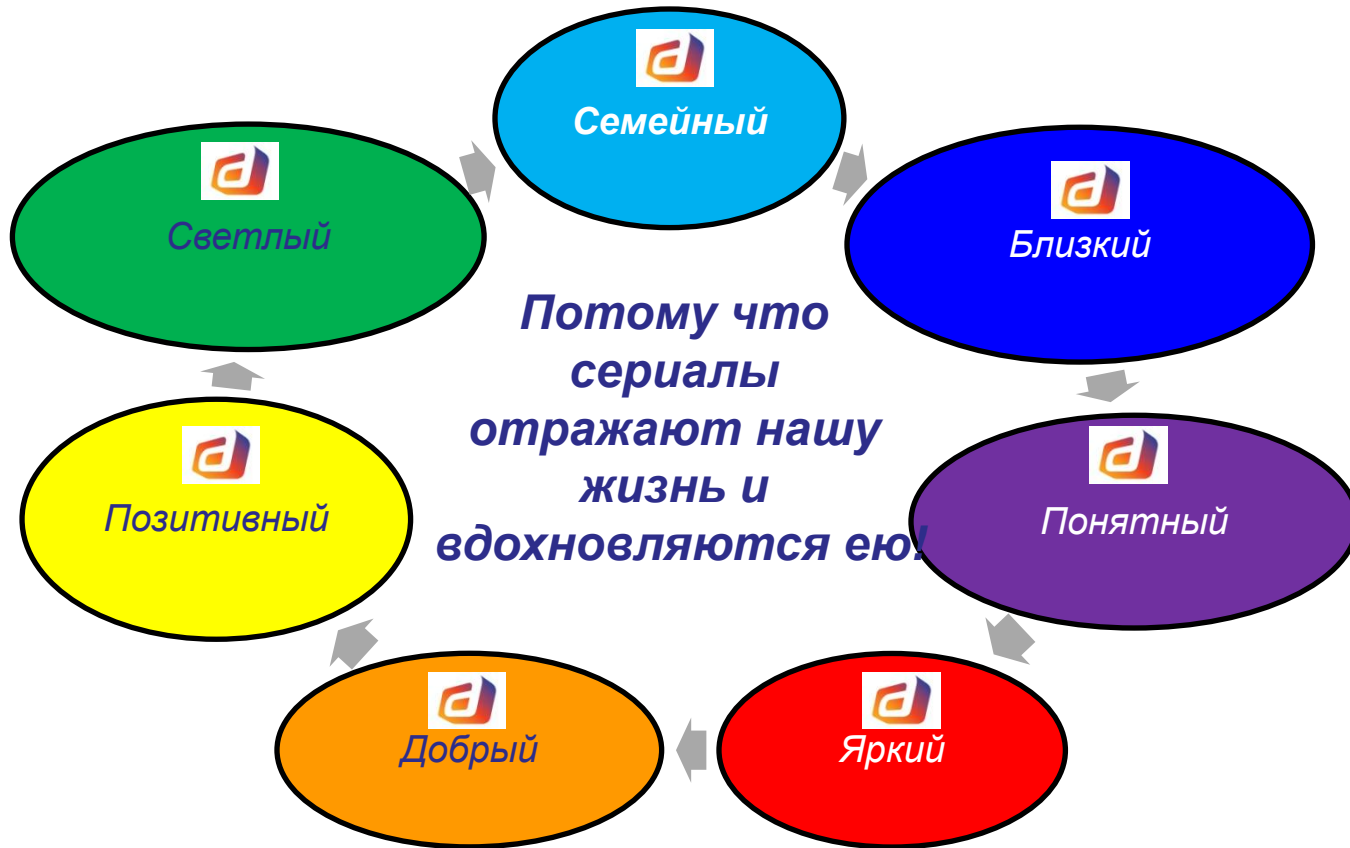 Семейный
Близкий
Понятный
Яркий
Добрый
Позитивный
Светлый
Потому что
сериалы
отражают нашу
жизнь и
вдохновляются ею!